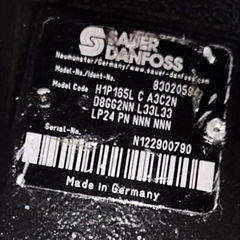 SAUER
DANFOSS
Neumünster/Germany/www.sauer-danfoss.com
Model-No./Ident-No. 83020594
Model Code H1P165L C A3C2N
D8GG2NN L33L33
LP24 PN NNN NNN
Serial-No. N122900790
Made in Germany